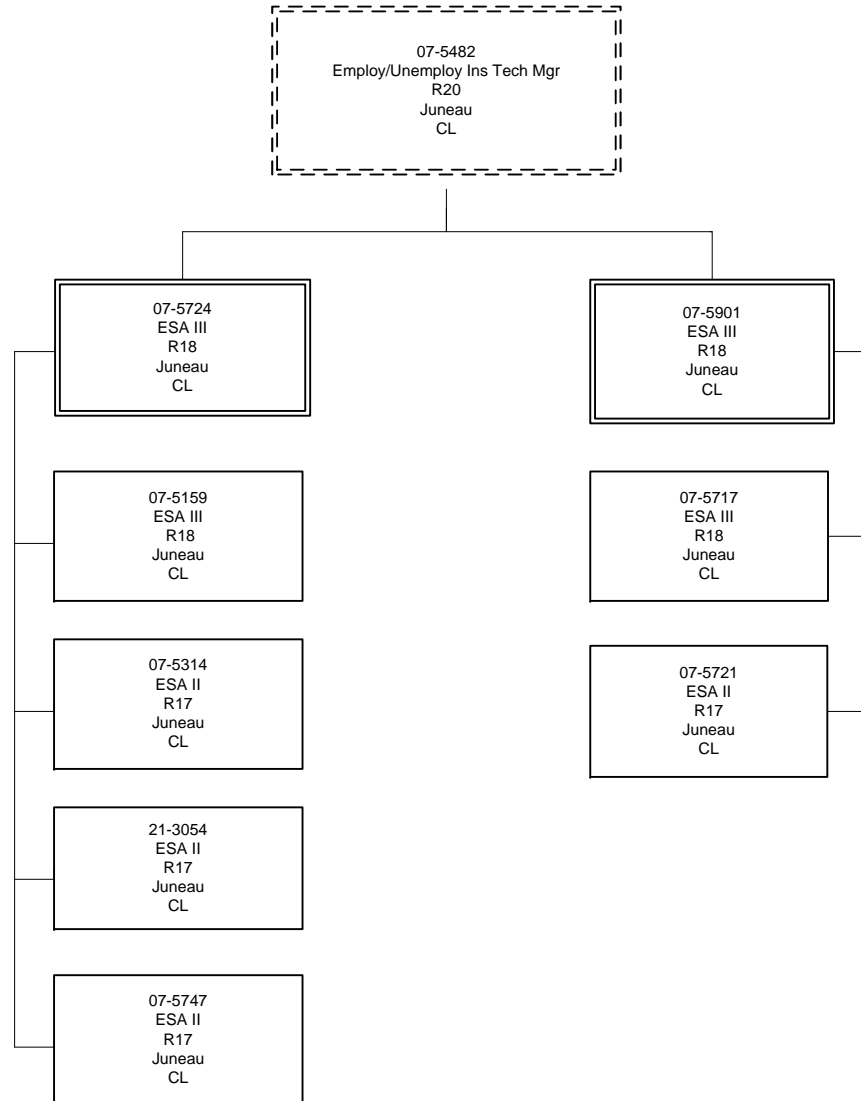 07-5482
Employ/Unemploy Ins Tech Mgr
R20
Juneau
CL
07-5724
ESA III
R18
Juneau
CL
07-5901
ESA III
R18
Juneau
CL
07-5159
ESA III
R18
Juneau
CL
07-5717
ESA III
R18
Juneau
CL
07-5314
ESA II
R17
Juneau
CL
07-5721
ESA II
R17
Juneau
CL
21-3054
ESA II
R17
Juneau
CL
07-5747
ESA II
R17
Juneau
CL